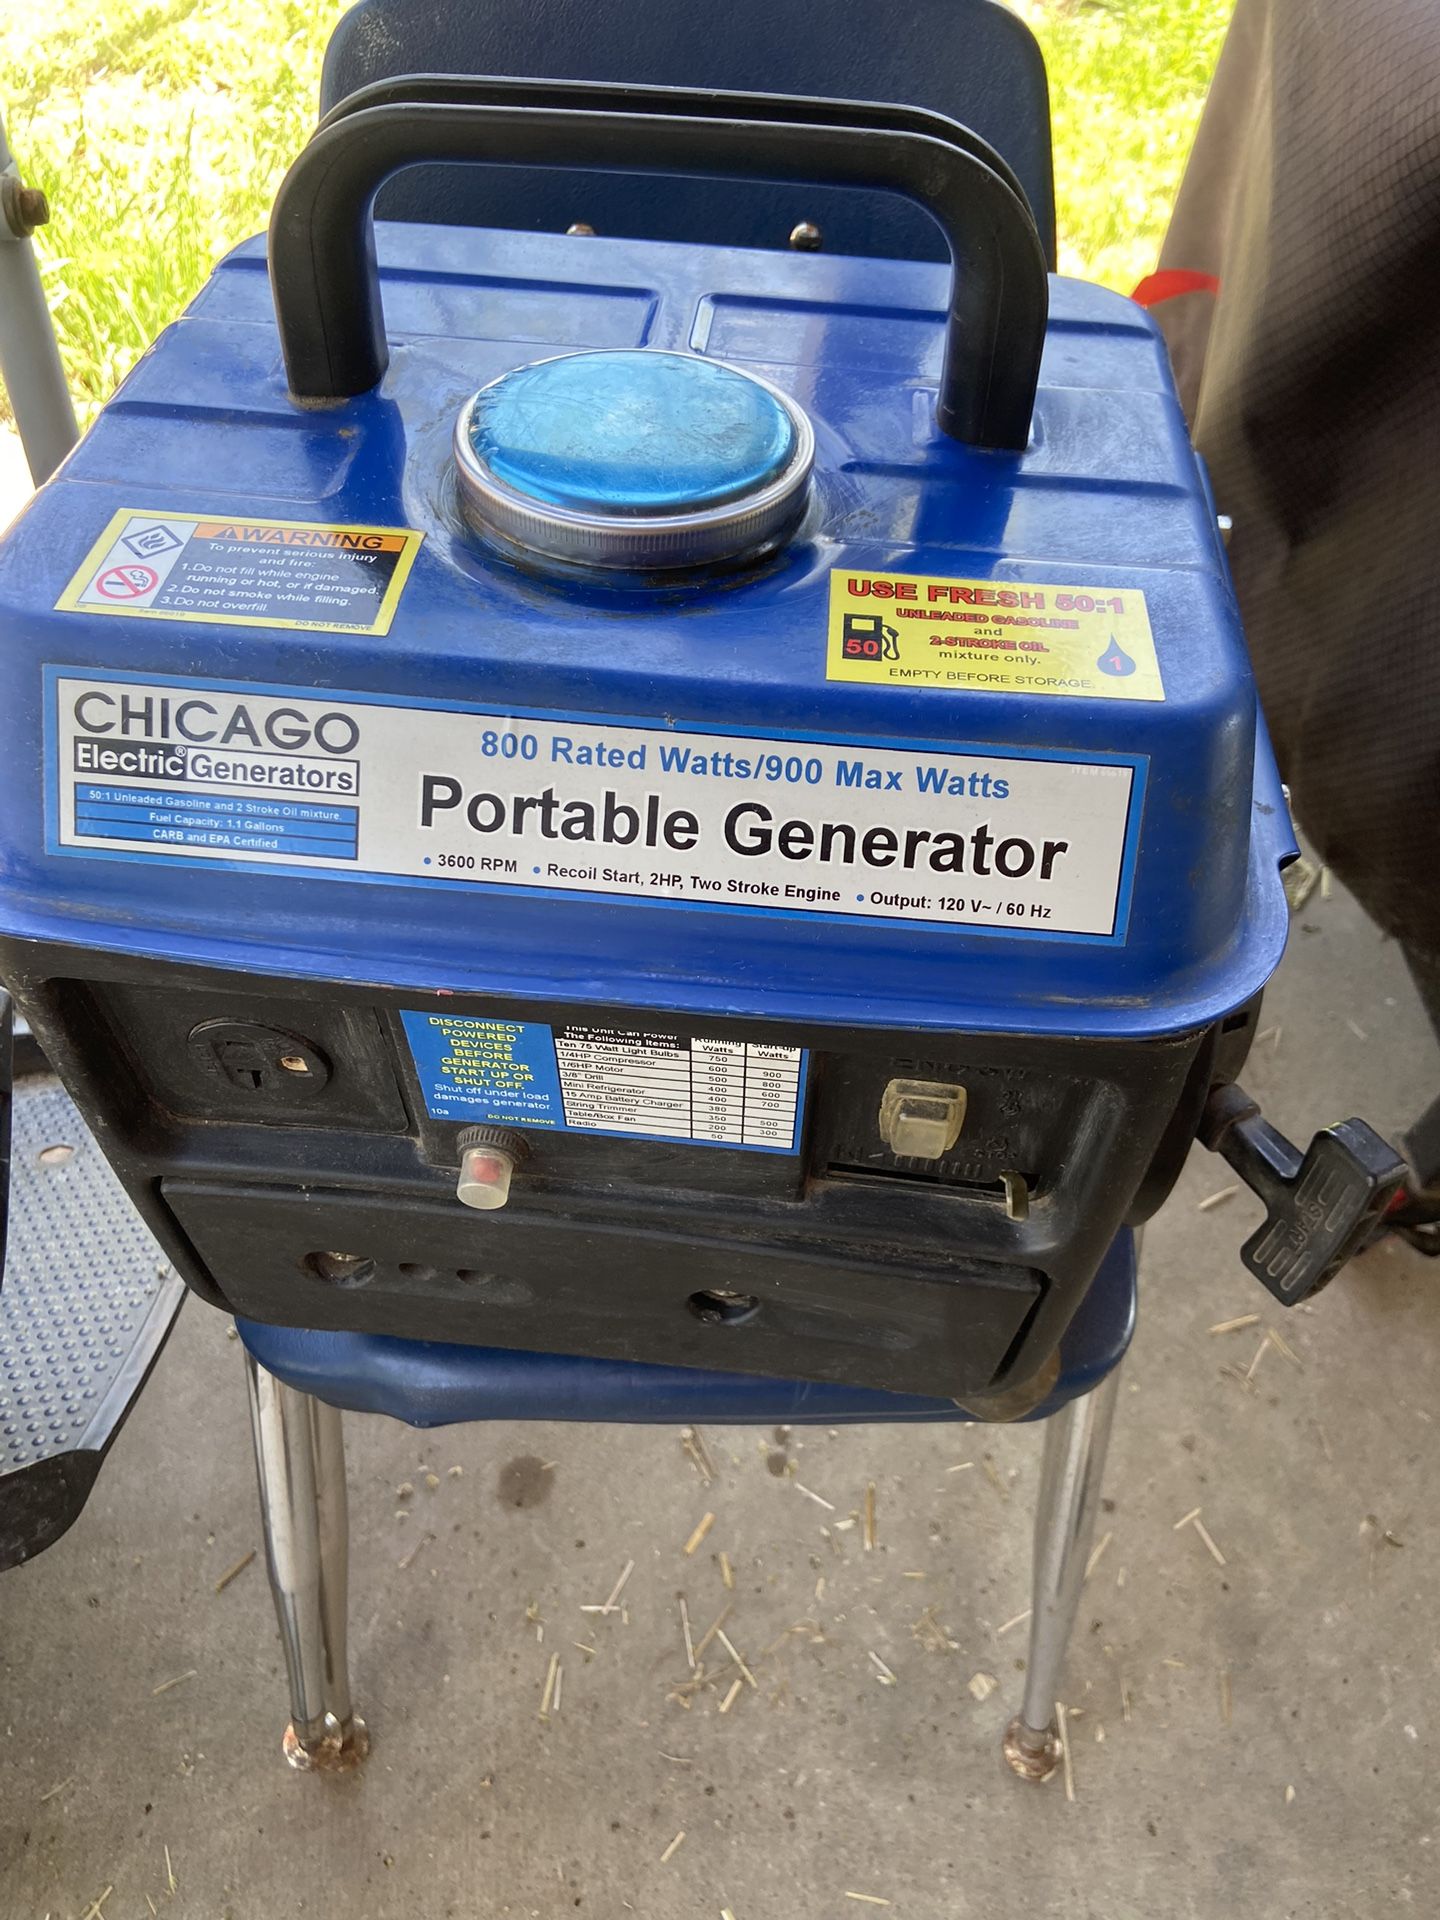 WARNING
To prevent serious injury
and fire:
1. Do not fill while engine
running or hot, or if damaged.
2. Do not smoke while filling.
3. Do not overfill.
DO NOT REMOVE
USE FRESH 50:1
UNLEADED GASOLINE
and
2-STROKE OIL
mixture only.
50
1
EMPTY BEFORE STORAGE.
CHICAGO
Electric® Generators
50:1 Unleaded Gasoline and 2 Stroke Oil mixture.
Fuel Capacity: 1.1 Gallons
CARB and EPA Certified
800 Rated Watts/900 Max Watts
Portable Generator
• 3600 RPM • Recoil Start, 2HP, Two Stroke Engine • Output: 120 V~ / 60 Hz
DISCONNECT
POWERED
DEVICES
BEFORE
GENERATOR
START UP OR
SHUT OFF.
Shut off under load
damages generator.
10a
DO NOT REMOVE
This Unit Can Power
The Following Items:
Running Watts
Start-up Watts
Ten 75 Watt Light Bulbs 750
1/4HP Compressor 600 900
1/6HP Motor 500 800
3/8" Drill 400 600
Mini Refrigerator 400 700
15 Amp Battery Charger 380
String Trimmer 350 500
Table/Box Fan 200 300
Radio 50
START